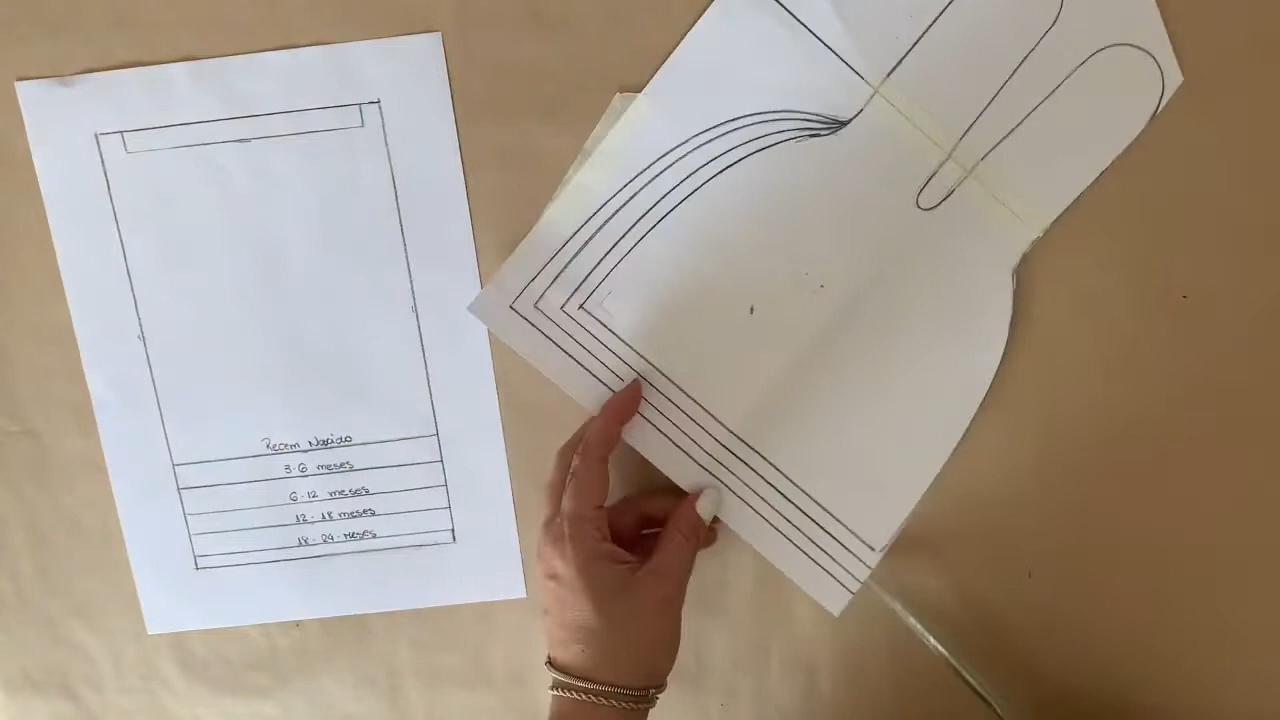 Recem Nascido
3-6 meses
6-12 meses
12-18 meses
18-24-meses